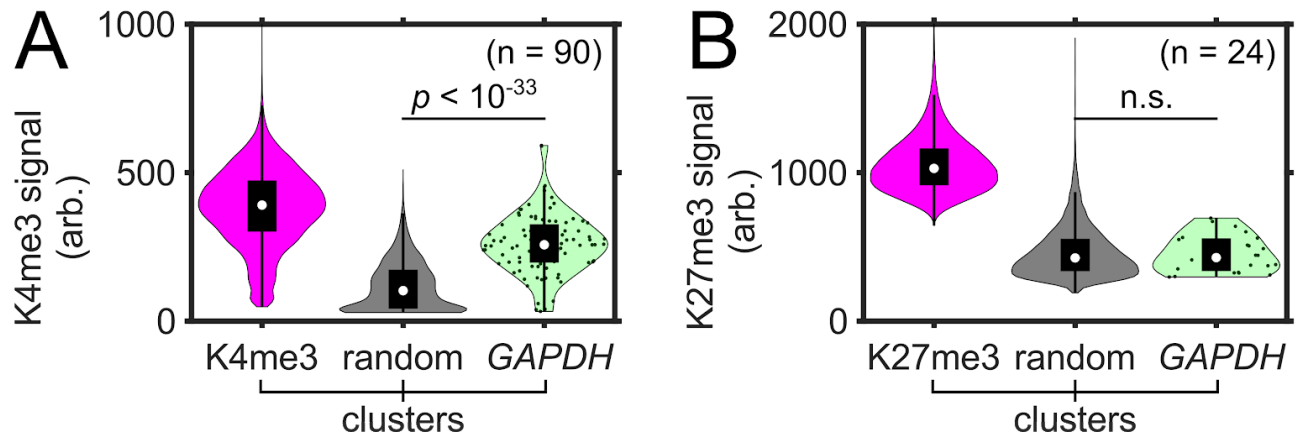 A
K4me3 signal
(arb.)
1000
500
0
(n = 90)
p < 10⁻³³
K4me3 random GAPDH
clusters
B
K27me3 signal
(arb.)
2000
1000
0
(n = 24)
n.s.
K27me3 random GAPDH
clusters